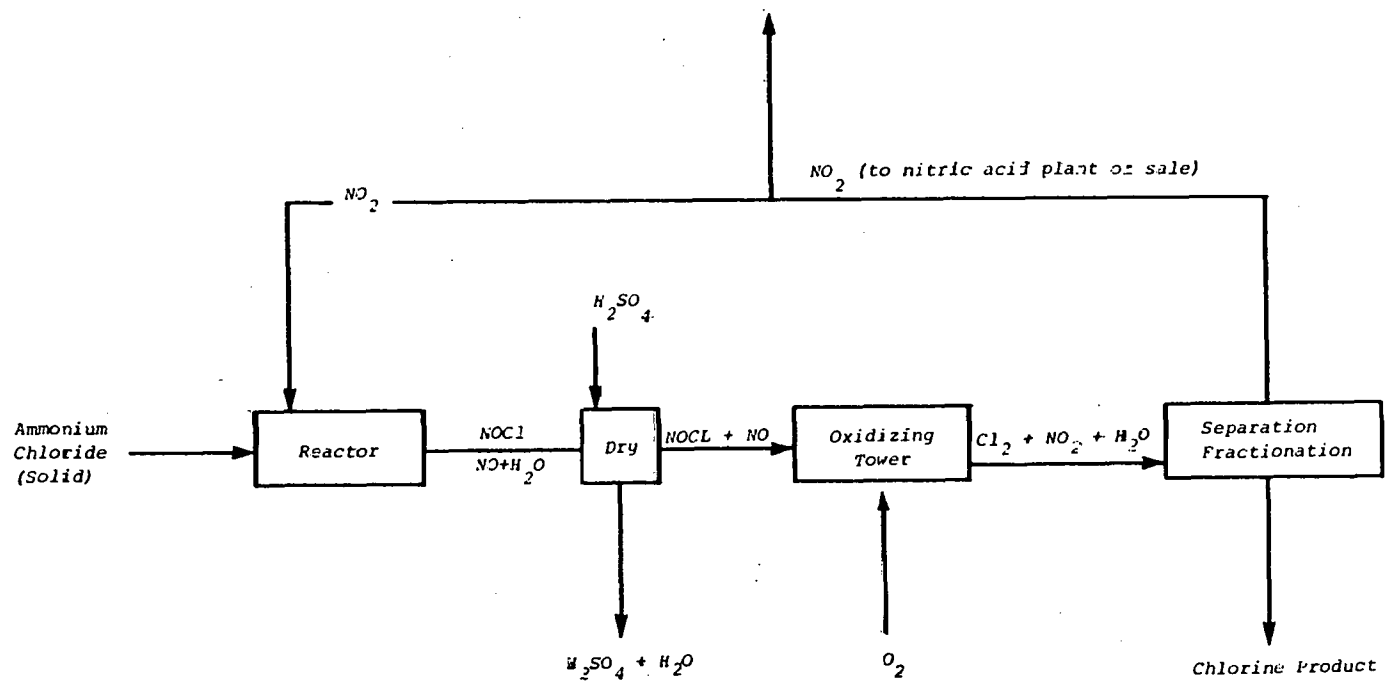 NO2 (to nitric acid plant or sale)
NO2
H2SO4
Ammonium
Chloride
(Solid)
Reactor
NOCl
NO+H2O
Dry
NOCL + NO
Oxidizing
Tower
Cl2 + NO2 + H2O
Separation
Fractionation
H2SO4 + H2O
O2
Chlorine Product